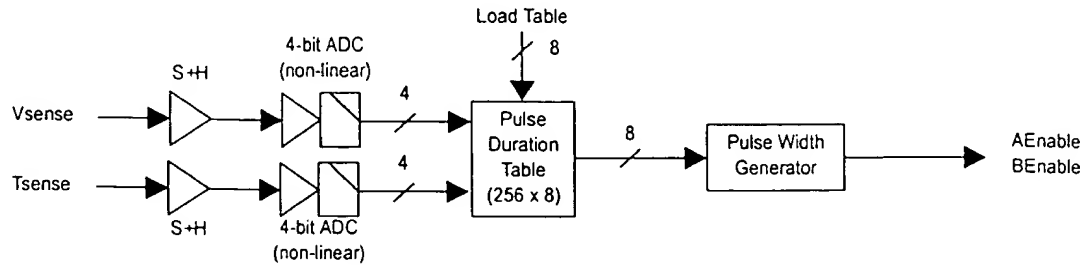 Load Table
8
4-bit ADC
(non-linear)
S+H
4
Vsense
Pulse
Duration
Table
(256 x 8)
8
Pulse Width
Generator
AEnable
BEnable
Tsense
4
S+H
4-bit ADC
(non-linear)